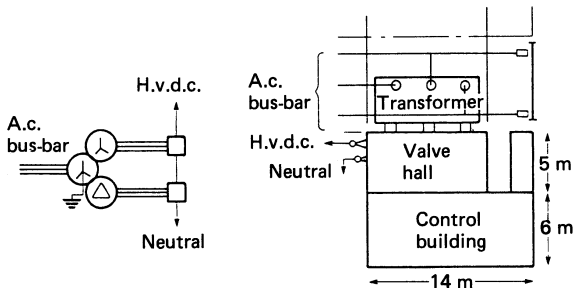 H.v.d.c.
A.c.
bus-bar
Neutral
A.c.
bus-bar
Transformer
H.v.d.c.
Neutral
Valve
hall
5 m
Control
building
6 m
14 m